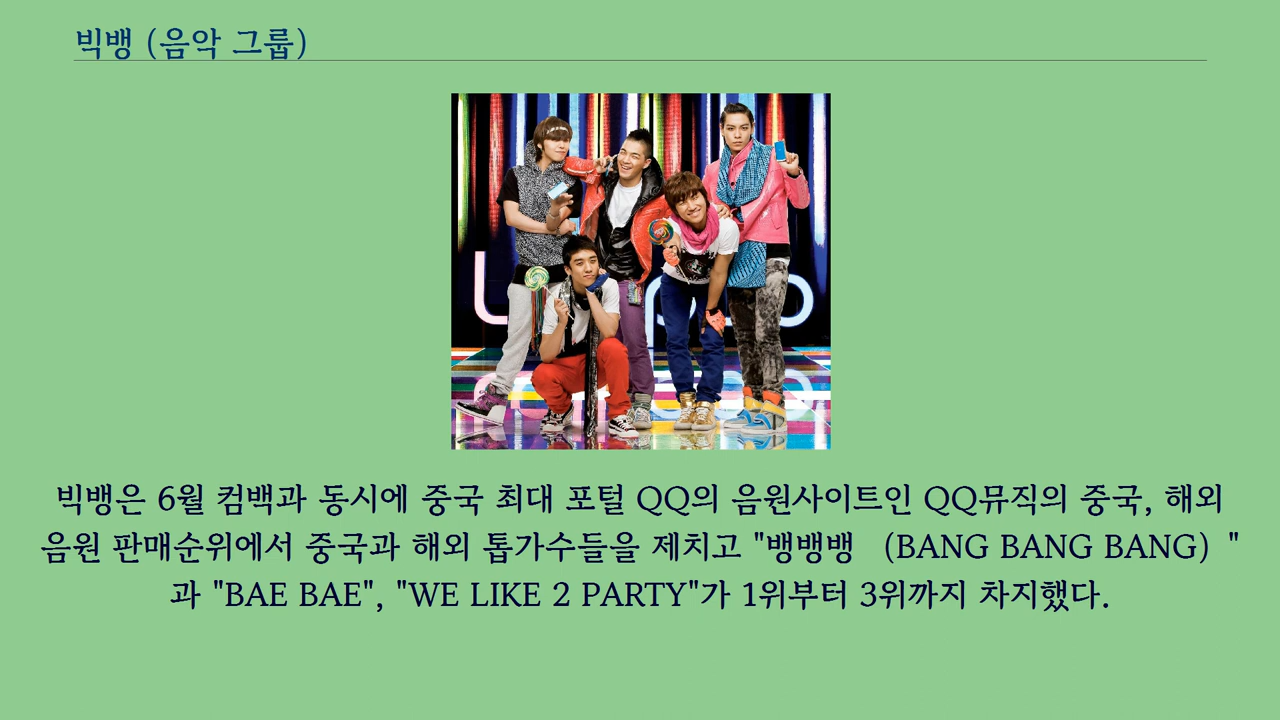 빅뱅 (음악 그룹)
빅뱅은 6월 컴백과 동시에 중국 최대 포털 QQ의 음원사이트인 QQ뮤직의 중국, 해외
음원 판매순위에서 중국과 해외 톱가수들을 제치고 "뱅뱅뱅 （BANG BANG BANG）"
과 "BAE BAE", "WE LIKE 2 PARTY"가 1위부터 3위까지 차지했다.